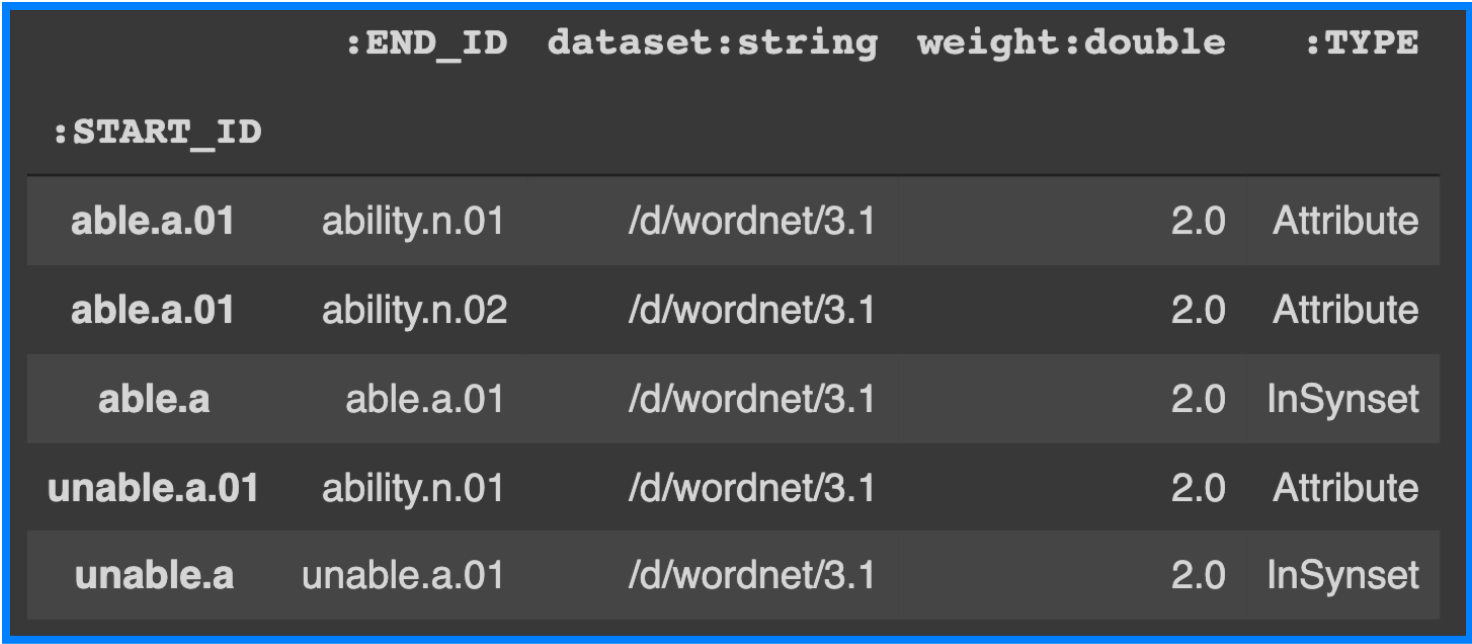 :END_ID dataset:string weight:double :TYPE
:START_ID
able.a.01 ability.n.01 /d/wordnet/3.1 2.0 Attribute
able.a.01 ability.n.02 /d/wordnet/3.1 2.0 Attribute
able.a able.a.01 /d/wordnet/3.1 2.0 InSynset
unable.a.01 ability.n.01 /d/wordnet/3.1 2.0 Attribute
unable.a unable.a.01 /d/wordnet/3.1 2.0 InSynset